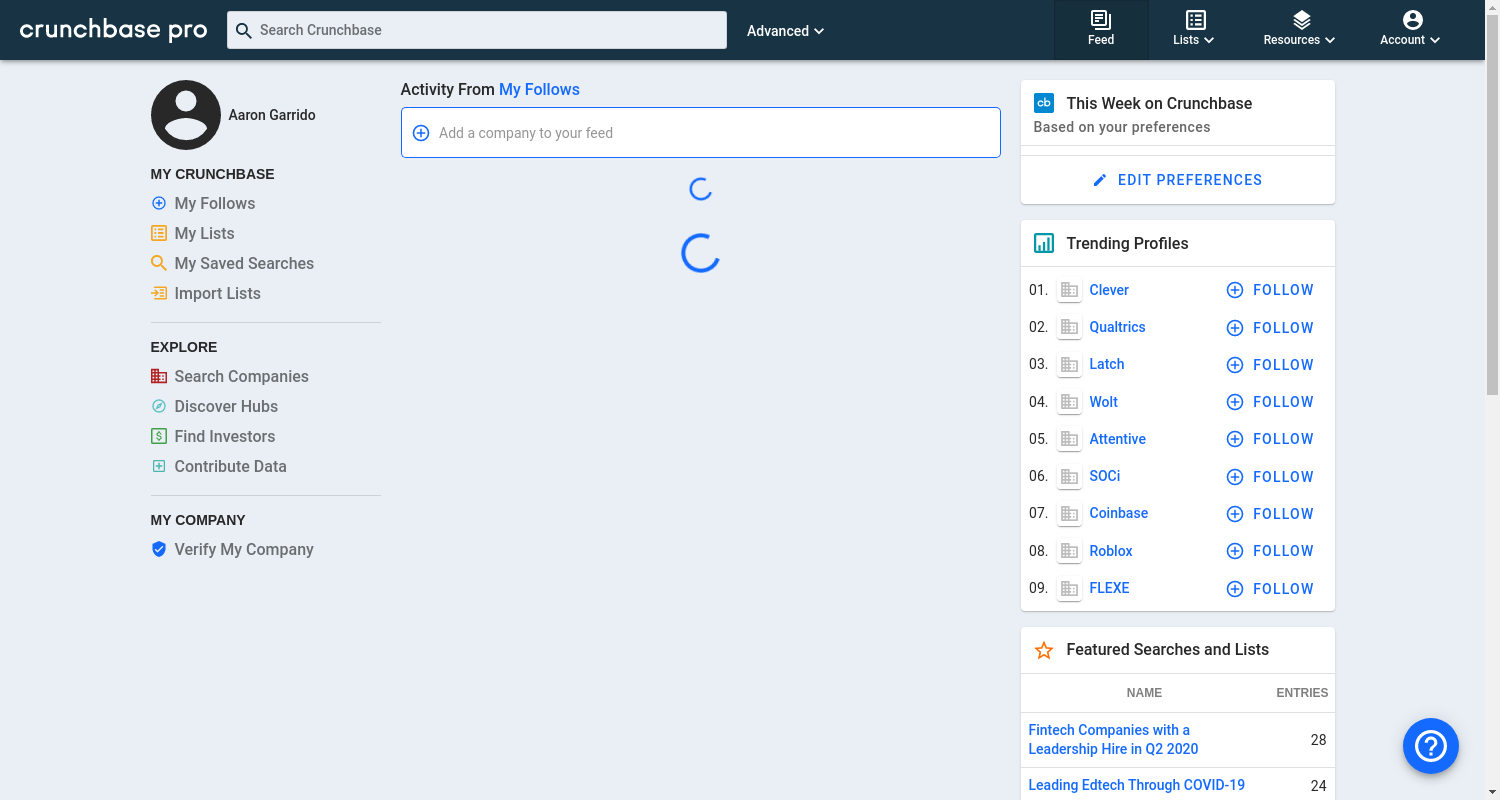 crunchbase pro
Search Crunchbase
Advanced
Feed
Lists
Resources
Account
Aaron Garrido
MY CRUNCHBASE
My Follows
My Lists
My Saved Searches
Import Lists
EXPLORE
Search Companies
Discover Hubs
Find Investors
Contribute Data
MY COMPANY
Verify My Company
Activity From My Follows
Add a company to your feed
cb This Week on Crunchbase
Based on your preferences
EDIT PREFERENCES
Trending Profiles
01. Clever FOLLOW
02. Qualtrics FOLLOW
03. Latch FOLLOW
04. Wolt FOLLOW
05. Attentive FOLLOW
06. SOCi FOLLOW
07. Coinbase FOLLOW
08. Roblox FOLLOW
09. FLEXE FOLLOW
Featured Searches and Lists
NAME ENTRIES
Fintech Companies with a
Leadership Hire in Q2 2020 28
Leading Edtech Through COVID-19 24